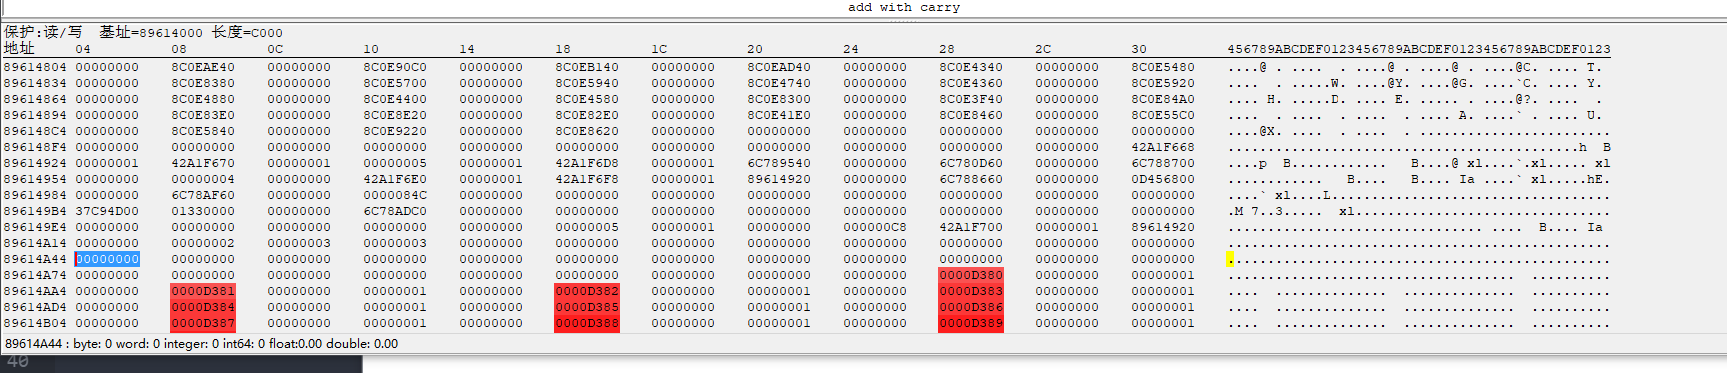 add with carry
保护:读/写 基址=89614000 长度=C000
地址 04 08 0C 10 14 18 1C 20 24 28 2C 30 456789ABCDEF0123456789ABCDEF0123456789ABCDEF0123
89614804 00000000 8C0EAE40 00000000 8C0E90C0 00000000 8C0EB140 00000000 8C0EAD40 00000000 8C0E4340 00000000 8C0E5480
89614834 00000000 8C0E8380 00000000 8C0E5700 00000000 8C0E5940 00000000 8C0E4740 00000000 8C0E4360 00000000 8C0E5920
89614864 00000000 8C0E4880 00000000 8C0E4400 00000000 8C0E4580 00000000 8C0E8300 00000000 8C0E3F40 00000000 8C0E84A0
89614894 00000000 8C0E83E0 00000000 8C0E8E20 00000000 8C0E82E0 00000000 8C0E41E0 00000000 8C0E8460 00000000 8C0E55C0
896148C4 00000000 8C0E5840 00000000 8C0E9220 00000000 8C0E8620 00000000 00000000 00000000 00000000 00000000 00000000
896148F4 00000000 00000000 00000000 00000000 00000000 00000000 00000000 00000000 00000000 00000000 00000000 42A1F668
89614924 00000001 42A1F670 00000001 00000005 00000001 42A1F6D8 00000001 6C789540 00000000 6C780D60 00000000 6C788700
89614954 00000000 00000004 00000000 42A1F6E0 00000001 42A1F6F8 00000001 89614920 00000000 6C788660 00000000 0D456800
89614984 00000000 6C78AF60 00000000 0000084C 00000000 00000000 00000000 00000000 00000000 00000000 00000000 00000000
896149B4 37C94D00 01330000 00000000 6C78ADC0 00000000 00000000 00000000 00000000 00000000 00000000 00000000 00000000
896149E4 00000000 00000000 00000000 00000000 00000000 00000005 00000001 00000000 000000C8 42A1F700 00000001 89614920
89614A14 00000000 00000002 00000003 00000003 00000000 00000000 00000000 00000000 00000000 00000000 00000000 00000000
89614A44 00000000 00000000 00000000 00000000 00000000 00000000 00000000 00000000 00000000 00000000 00000000 00000000
89614A74 00000000 00000000 00000000 00000000 00000000 00000000 00000000 00000000 00000000 0000D380 00000000 00000001
89614AA4 00000000 0000D381 00000000 00000001 00000000 0000D382 00000000 00000001 00000000 0000D383 00000000 00000001
89614AD4 00000000 0000D384 00000000 00000001 00000000 0000D385 00000000 00000001 00000000 0000D386 00000000 00000001
89614B04 00000000 0000D387 00000000 00000001 00000000 0000D388 00000000 00000001 00000000 0000D389 00000000 00000001
89614A44 : byte: 0 word: 0 integer: 0 int64: 0 float:0.00 double: 0.00
40